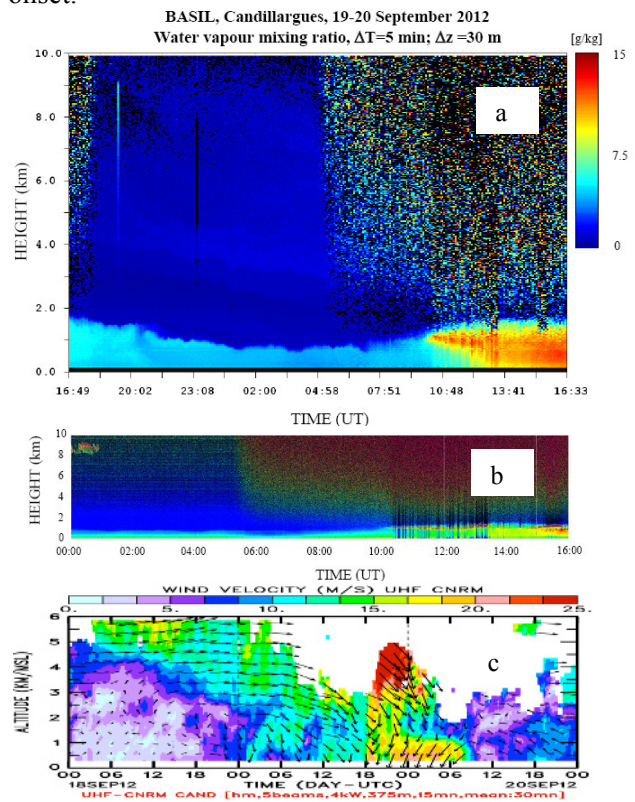 onset.
BASIL, Candillargues, 19-20 September 2012
Water vapour mixing ratio, ΔT=5 min; Δz =30 m
[g/kg]
10.0
8.0
6.0
4.0
2.0
0.0
HEIGHT (km)
a
15
7.5
0
16:49 20:02 23:08 02:00 04:58 07:51 10:48 13:41 16:33
TIME (UT)
10
8
6
4
2
0
HEIGHT (km)
b
00:00 02:00 04:00 06:00 08:00 10:00 12:00 14:00 16:00
TIME (UT)
WIND VELOCITY (M/S) UHF CNRM
0. 5. 10. 15. 20. 25.
6
5
4
3
2
1
0
ALTITUDE (KM/MSL)
c
00 06 12 18 00 06 12 18 00 06 12 18 00
18SEP12 TIME (DAY-UTC) 20SEP12
UHF-CNRM CAND [hm,5beams,4kW,375m,15mn,mean:30mn]